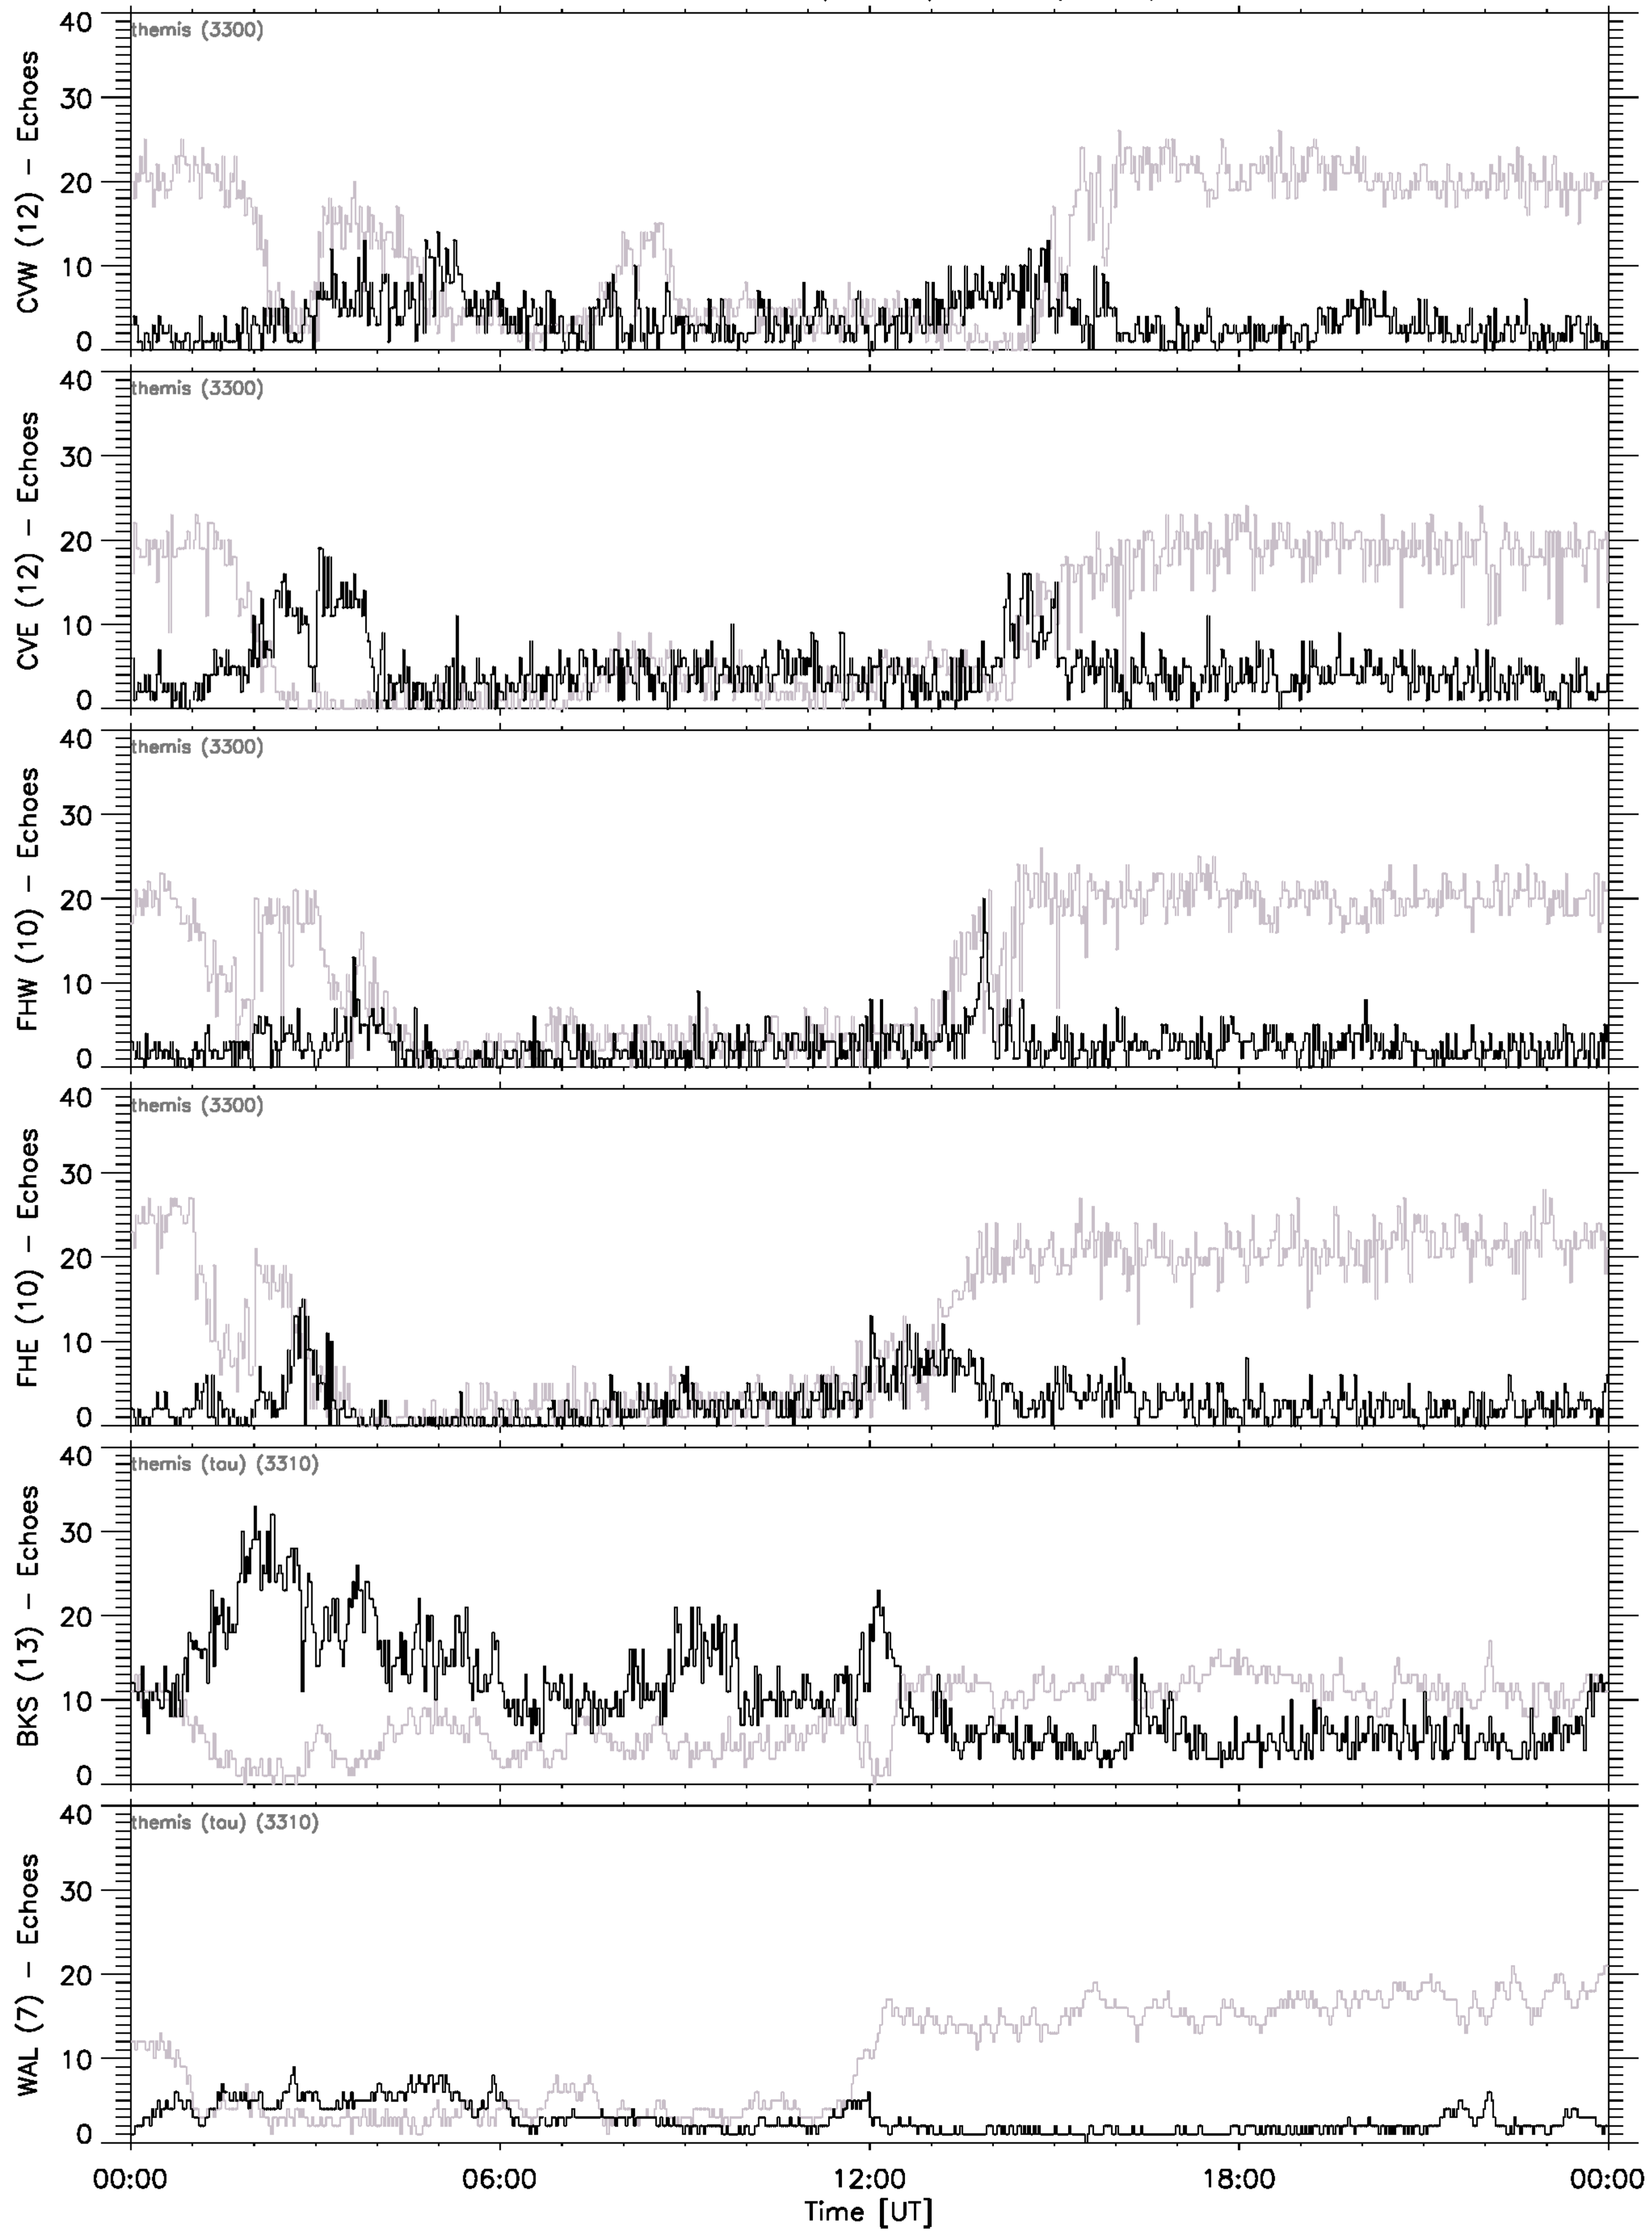 themis (3300)
CVW (12) - Echoes
40
30
20
10
0
themis (3300)
CVE (12) - Echoes
40
30
20
10
0
themis (3300)
FHW (10) - Echoes
40
30
20
10
0
themis (3300)
FHE (10) - Echoes
40
30
20
10
0
themis (tau) (3310)
BKS (13) - Echoes
40
30
20
10
0
themis (tau) (3310)
WAL (7) - Echoes
40
30
20
10
0
00:00 06:00 12:00 18:00 00:00
Time [UT]